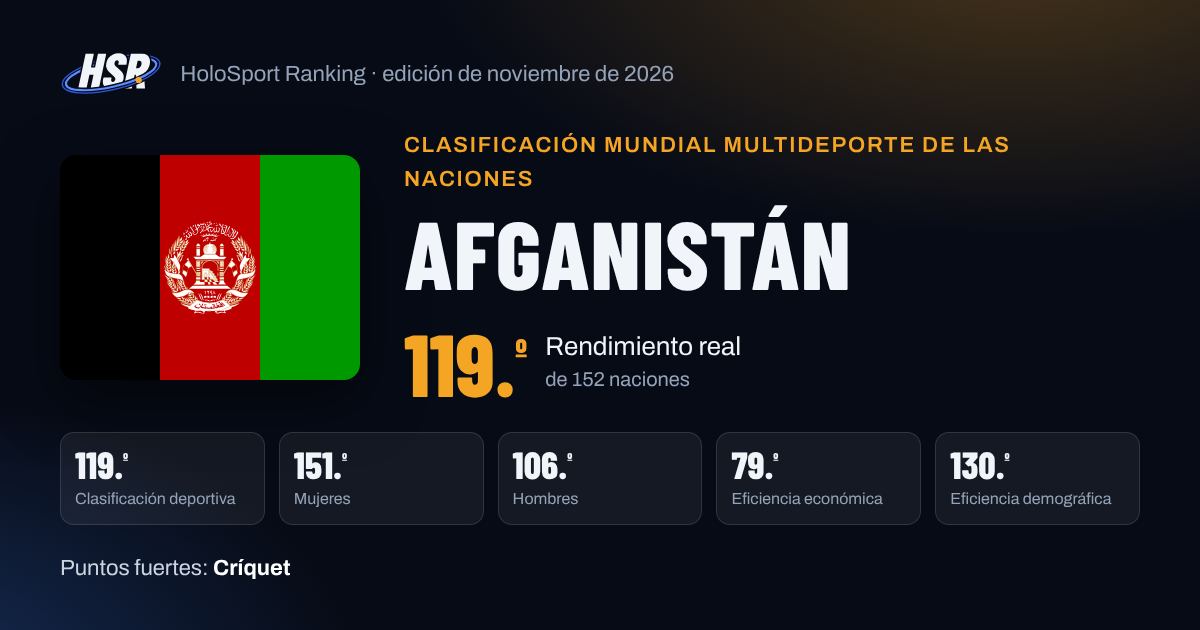 HSR
HoloSport Ranking · edición de noviembre de 2026
CLASIFICACIÓN MUNDIAL MULTIDEPORTE DE LAS
NACIONES
AFGANISTÁN
119.º
Rendimiento real
de 152 naciones
119.º
Clasificación deportiva
151.º
Mujeres
106.º
Hombres
79.º
Eficiencia económica
130.º
Eficiencia demográfica
Puntos fuertes: Críquet